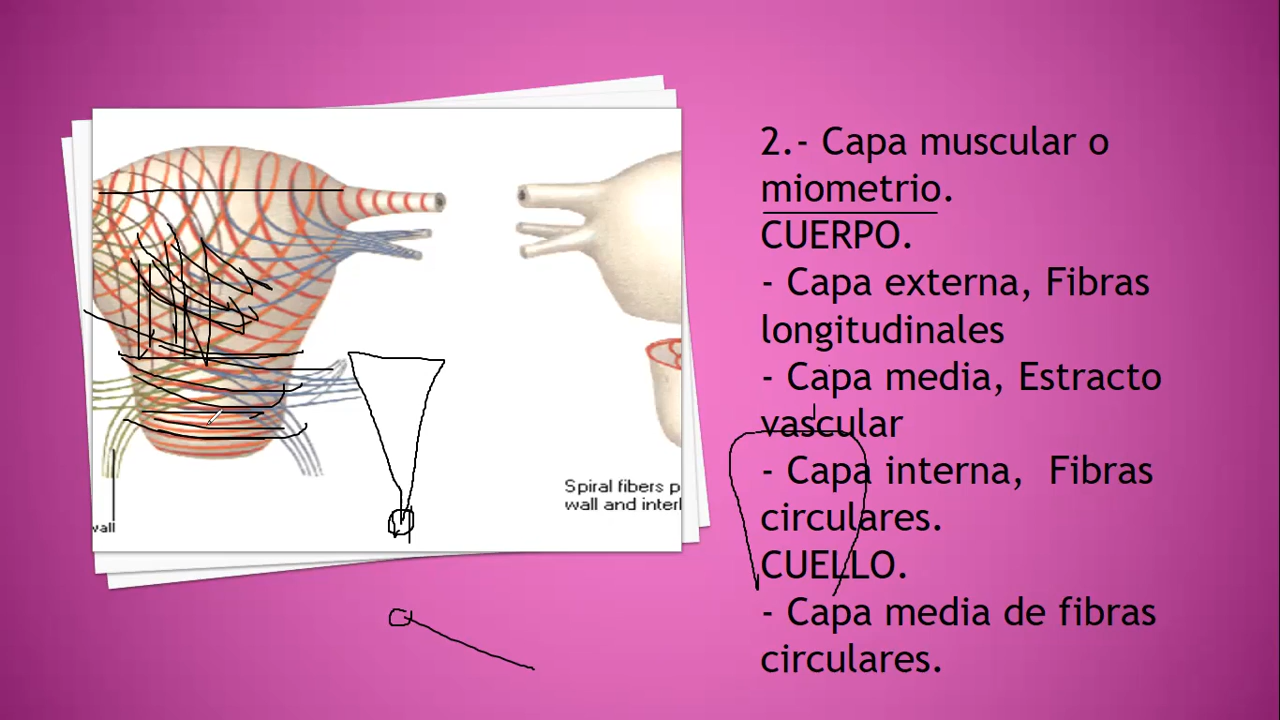 2.- Capa muscular o
miometrio.
CUERPO.
- Capa externa, Fibras
longitudinales
- Capa media, Estracto
vascular
- Capa interna, Fibras
circulares.
CUELLO.
- Capa media de fibras
circulares.
Spiral fibers p
wall and interl
wall